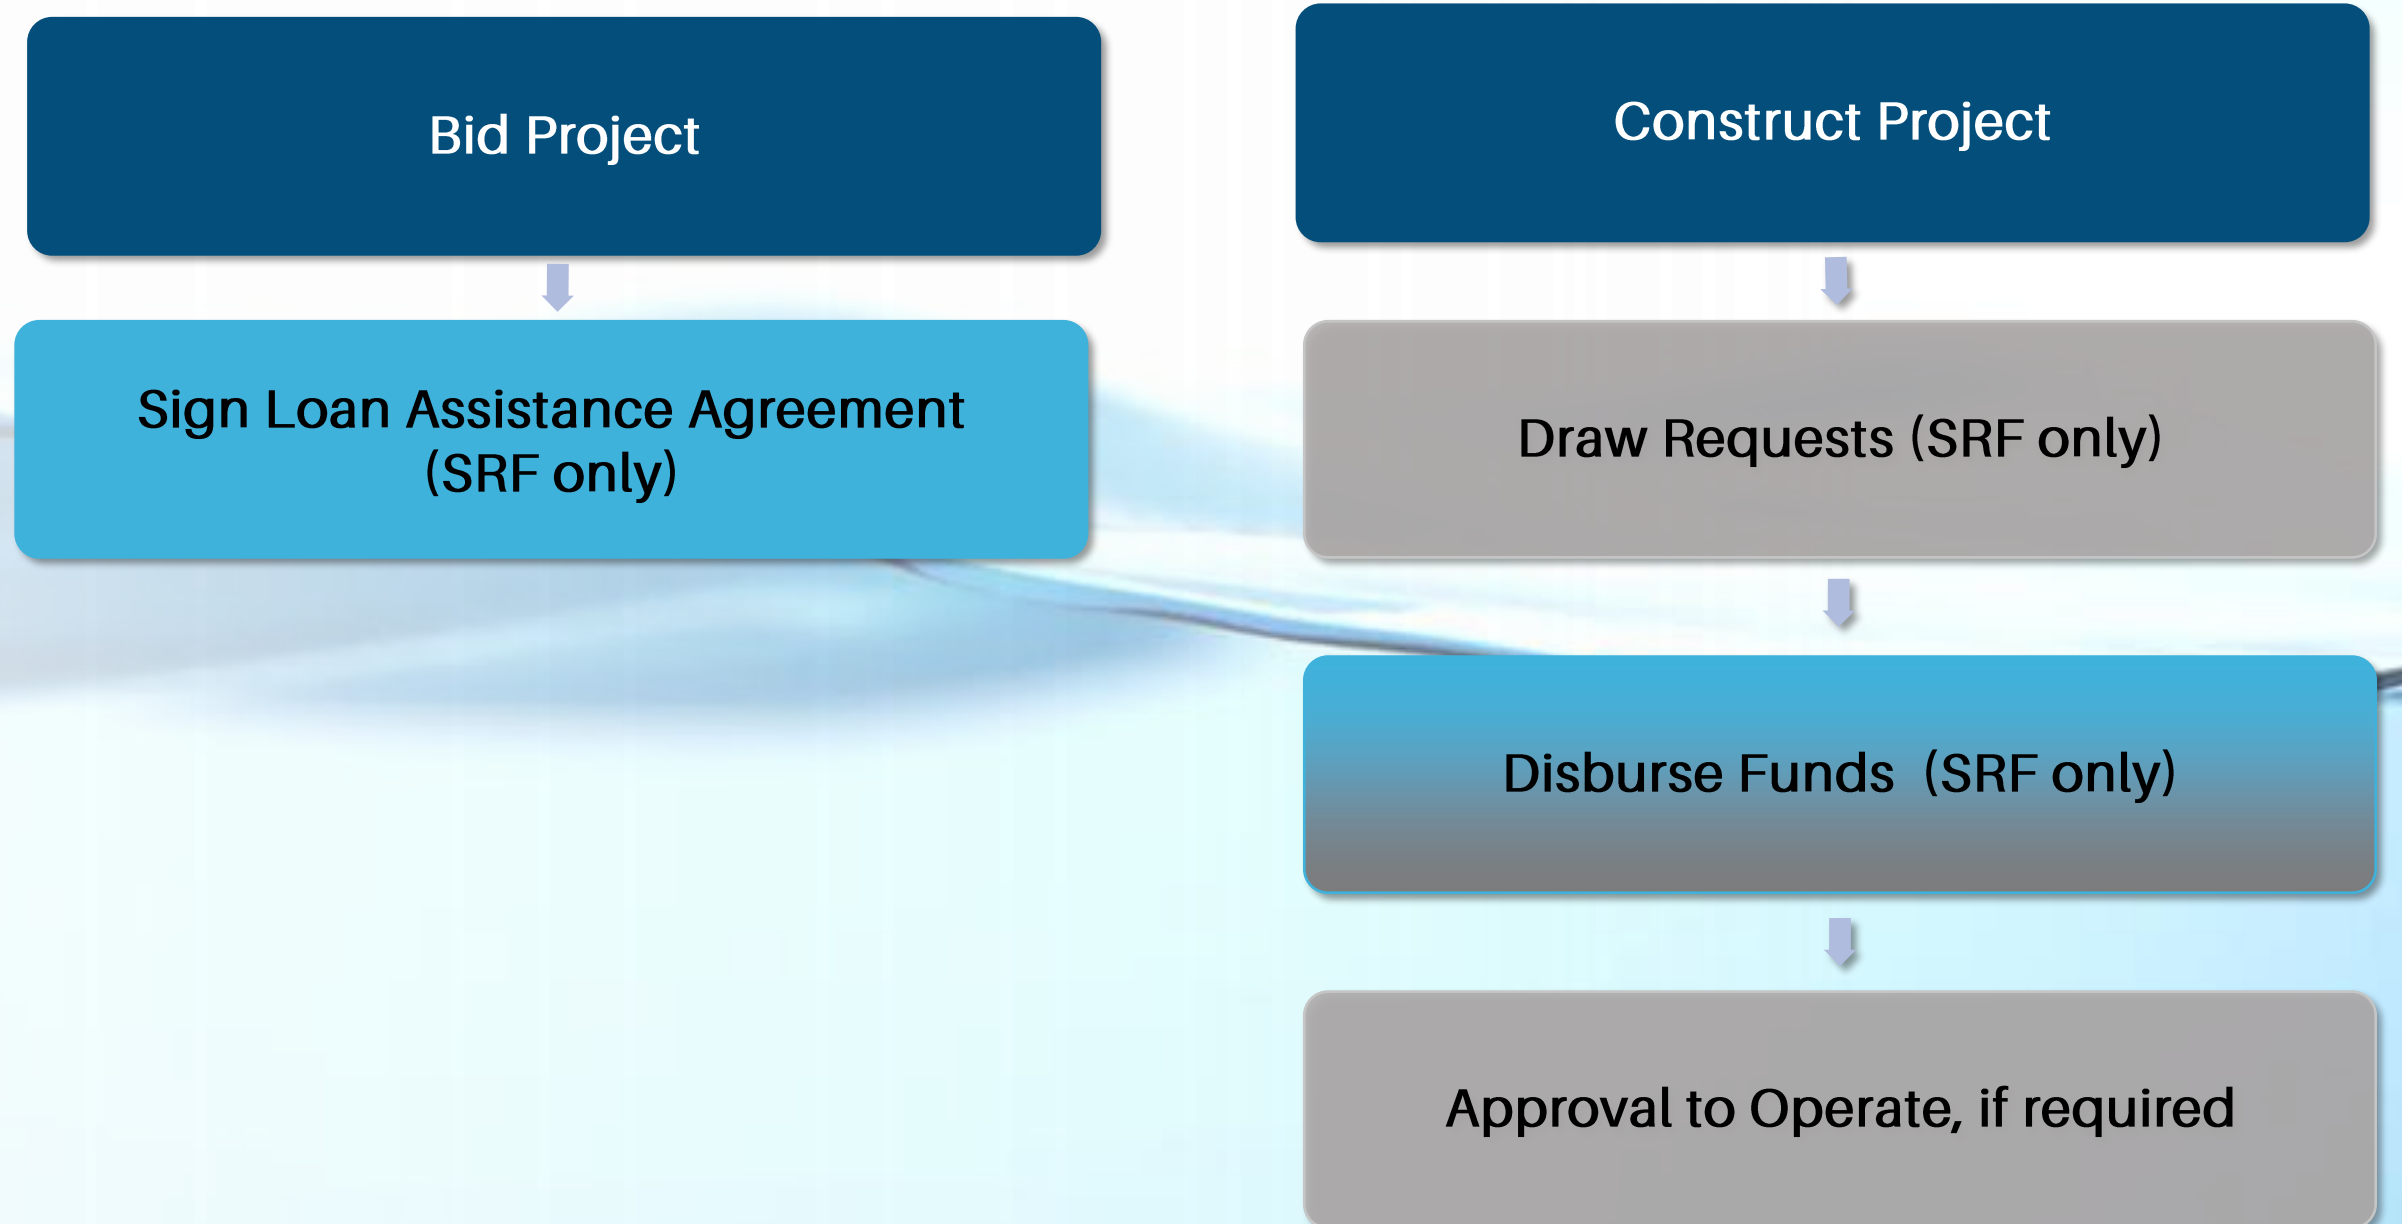 Bid Project
Sign Loan Assistance Agreement
(SRF only)
Construct Project
Draw Requests (SRF only)
Disburse Funds  (SRF only)
Approval to Operate, if required